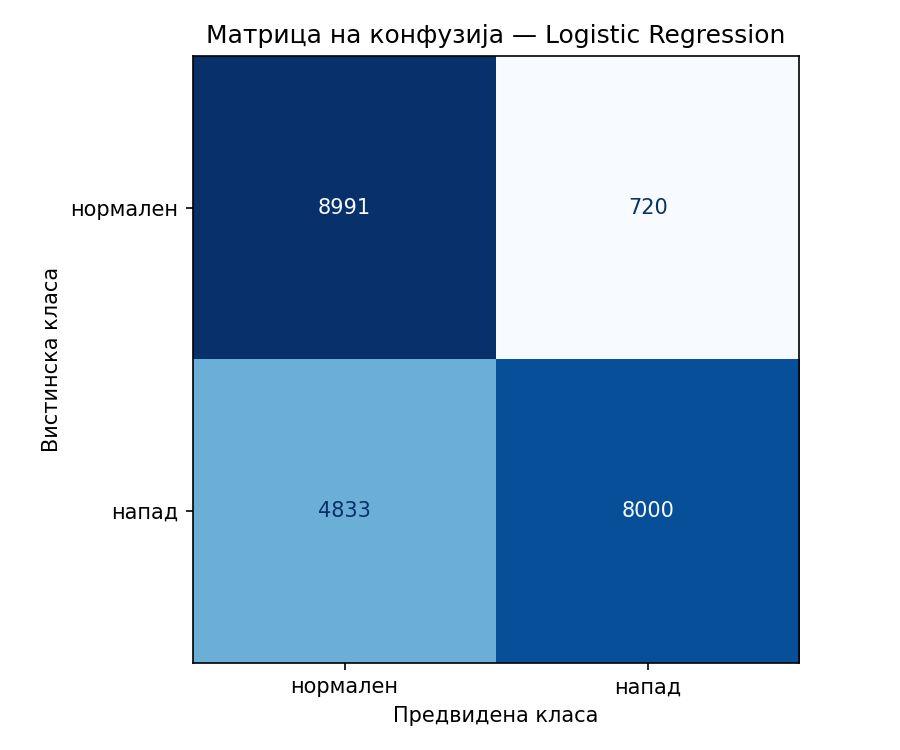 Матрица на конфузија — Logistic Regression
нормален
8991
720
Вистинска класа
напад
4833
8000
нормален
напад
Предвидена класа